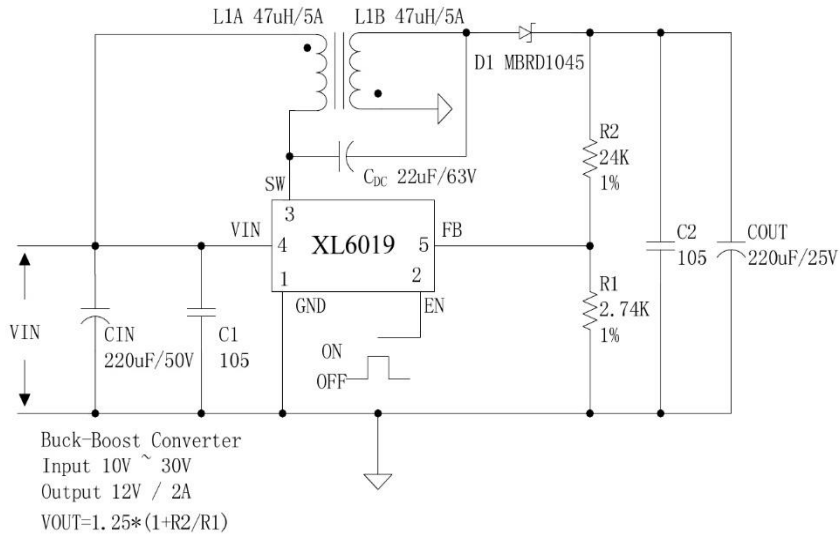 L1A 47uH/5A L1B 47uH/5A
D1 MBRD1045
R2
24K
1%
C_DC 22uF/63V
SW
3
VIN 4 XL6019 5 FB
1 2
GND EN
R1
2.74K
1%
C2
105
COUT
220uF/25V
VIN
CIN
220uF/50V
C1
105
ON
OFF
Buck-Boost Converter
Input 10V ~ 30V
Output 12V / 2A
VOUT=1.25*(1+R2/R1)